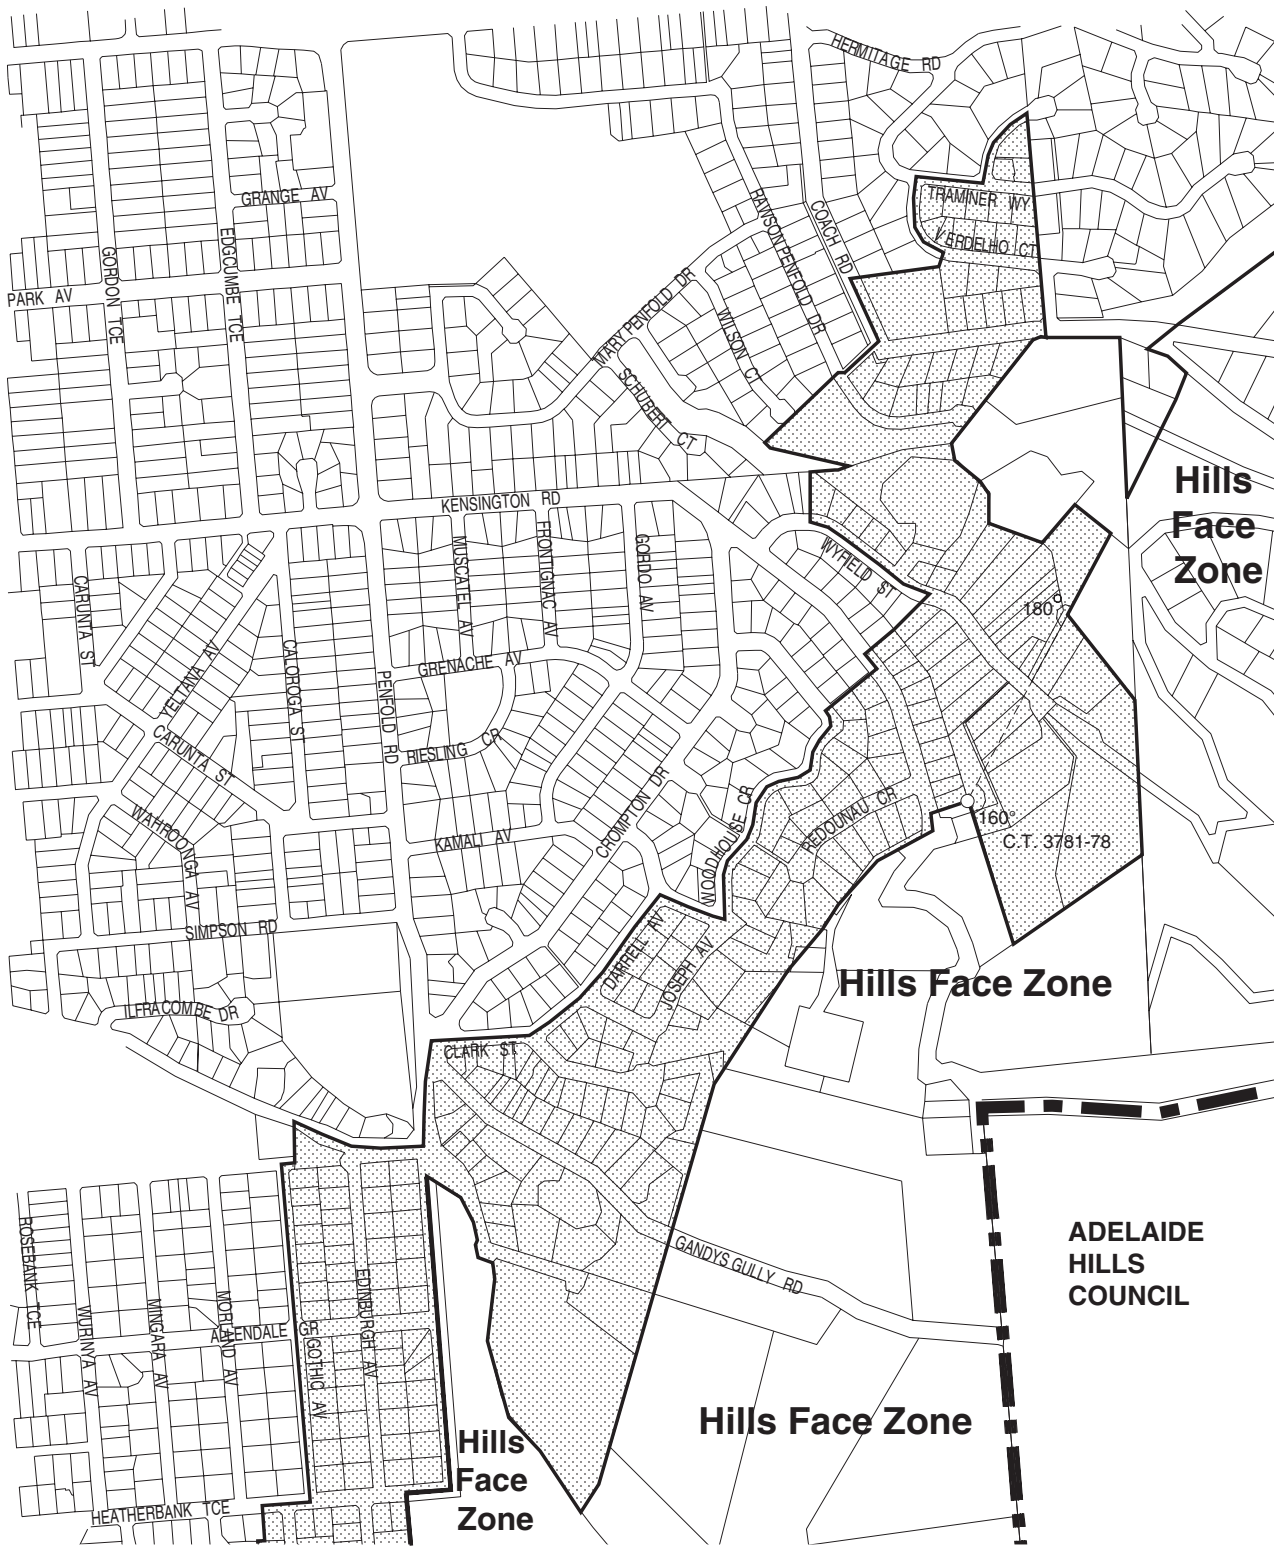 HERMITAGE RD
GRANGE AV
TRAMINER WY
RAWSON PENFOLD DR
COACH RD
VERDELHO CT
GORDON TCE
EDGCUMBE TCE
PARK AV
MARY PENFOLD DR
WILSON CT
SCHUBERT CT
KENSINGTON RD
Hills
Face
Zone
MUSCATEL AV
FRONTIGNAC AV
GORDO AV
WYFIELD ST
CARUNTA ST
180°
YELTANA AV
CALOROGA ST
PENFOLD RD
GRENACHE AV
CARUNTA ST
RIESLING CR
CROMPTON DR
WOODHOUSE CR
REDOUNAU CR
WAHROONGA AV
KAMALI AV
160°
C.T. 3781-78
SIMPSON RD
DARRELL AV
JOSEPH AV
Hills Face Zone
ILFRACOMBE DR
CLARK ST
ROSEBANK TCE
WURINYA AV
MINGARA AV
MORLAND AV
ALLENDALE GR
GOTHIC AV
EDINBURGH AV
GANDYS GULLY RD
ADELAIDE
HILLS
COUNCIL
Hills Face Zone
Hills
Face
Zone
HEATHERBANK TCE